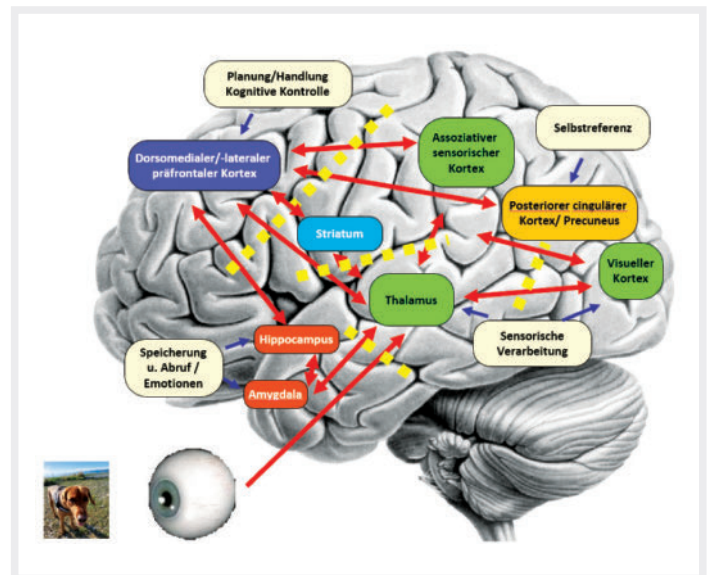 Planung/Handlung
Kognitive Kontrolle
Dorsomedialer/-lateraler
präfrontaler Kortex
Assoziativer
sensorischer
Kortex
Selbstreferenz
Posteriorer cingulärer
Kortex/ Precuneus
Striatum
Visueller
Kortex
Thalamus
Hippocampus
Sensorische
Verarbeitung
Speicherung
u. Abruf /
Emotionen
Amygdala